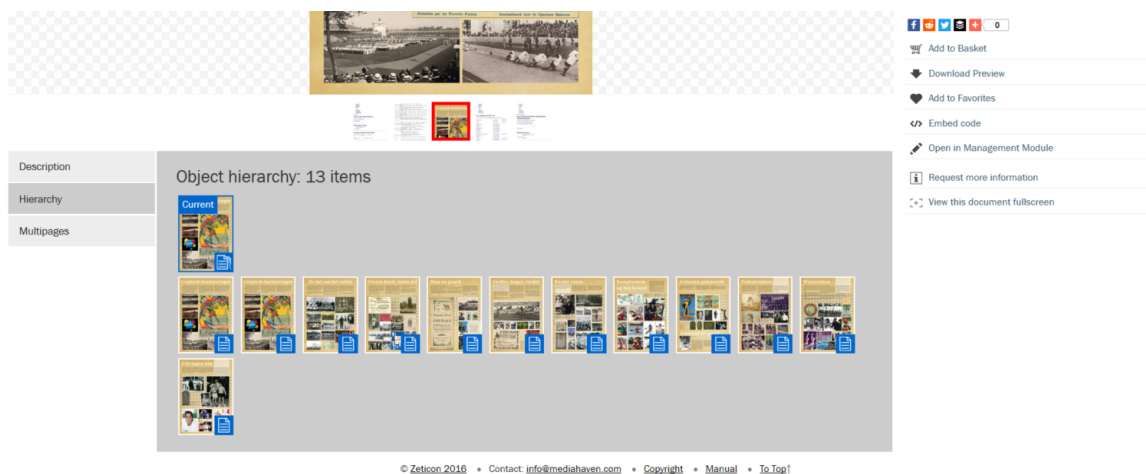 0
Add to Basket
Download Preview
Add to Favorites
Embed code
Open in Management Module
Request more information
View this document fullscreen
Description
Hierarchy
Multipages
Object hierarchy: 13 items
Current
© Zeticon 2016 • Contact: info@mediahaven.com • Copyright • Manual • To Top↑